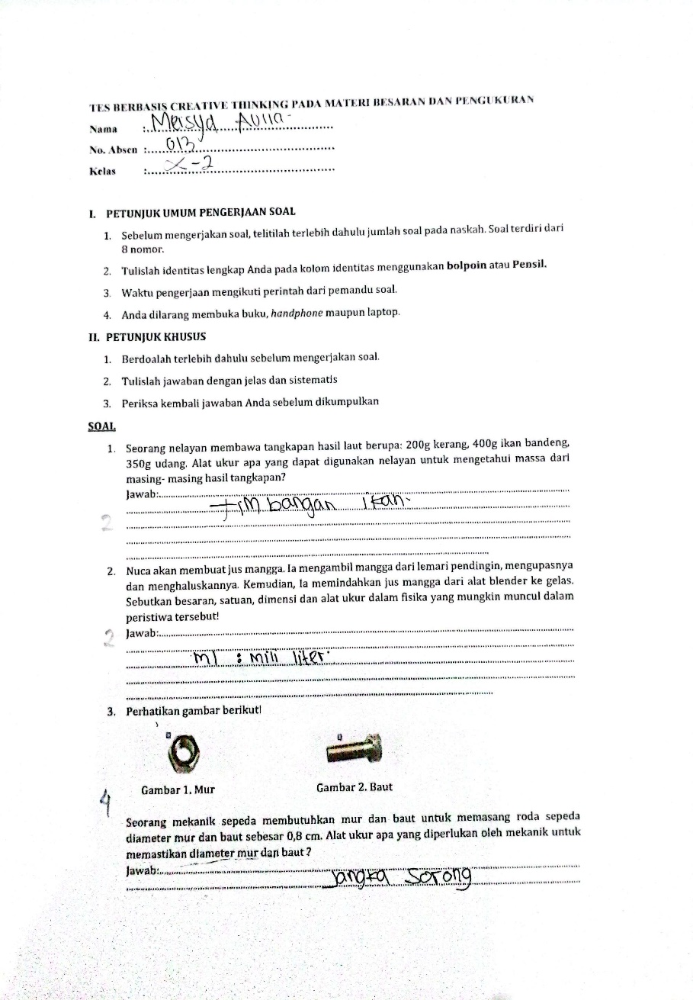 TES BERBASIS CREATIVE THINKING PADA MATERI BESARAN DAN PENGUKURAN
Nama : Meisya Aulia
No. Absen : 013
Kelas : X-2
I. PETUNJUK UMUM PENGERJAAN SOAL
1. Sebelum mengerjakan soal, telitilah terlebih dahulu jumlah soal pada naskah. Soal terdiri dari
8 nomor.
2. Tulislah identitas lengkap Anda pada kolom identitas menggunakan bolpoin atau Pensil.
3. Waktu pengerjaan mengikuti perintah dari pemandu soal.
4. Anda dilarang membuka buku, handphone maupun laptop.
II. PETUNJUK KHUSUS
1. Berdoalah terlebih dahulu sebelum mengerjakan soal.
2. Tulislah jawaban dengan jelas dan sistematis
3. Periksa kembali jawaban Anda sebelum dikumpulkan
SOAL
1. Seorang nelayan membawa tangkapan hasil laut berupa: 200g kerang, 400g ikan bandeng,
350g udang. Alat ukur apa yang dapat digunakan nelayan untuk mengetahui massa dari
masing- masing hasil tangkapan?
Jawab:
timbangan ikan.
2
2. Nuca akan membuat jus mangga. Ia mengambil mangga dari lemari pendingin, mengupasnya
dan menghaluskannya. Kemudian, Ia memindahkan jus mangga dari alat blender ke gelas.
Sebutkan besaran, satuan, dimensi dan alat ukur dalam fisika yang mungkin muncul dalam
peristiwa tersebut!
2 Jawab:
ml : mili liter
3. Perhatikan gambar berikut!
Q
Gambar 1. Mur Gambar 2. Baut
4
Seorang mekanik sepeda membutuhkan mur dan baut untuk memasang roda sepeda
diameter mur dan baut sebesar 0,8 cm. Alat ukur apa yang diperlukan oleh mekanik untuk
memastikan diameter mur dan baut ?
Jawab: jangka sorong